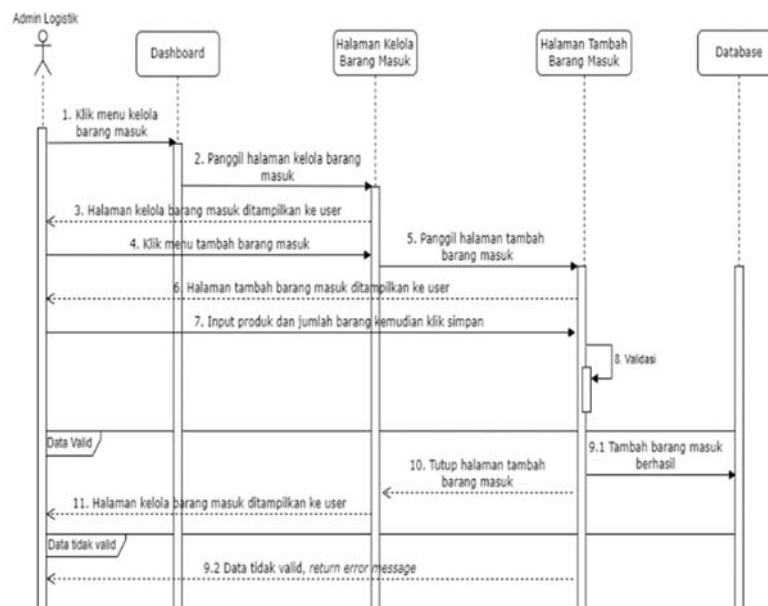 Admin Logistik
Dashboard
Halaman Kelola
Barang Masuk
Halaman Tambah
Barang Masuk
Database
1. Klik menu kelola
barang masuk
2. Panggil halaman kelola barang
masuk
3. Halaman kelola barang masuk ditampilkan ke user
4. Klik menu tambah barang masuk
5. Panggil halaman tambah
barang masuk
6. Halaman tambah barang masuk ditampilkan ke user
7. Input produk dan jumlah barang kemudian klik simpan
8. Validasi
Data Valid
9.1 Tambah barang masuk
berhasil
10. Tutup halaman tambah
barang masuk
11. Halaman kelola barang masuk ditampilkan ke user
Data tidak valid
9.2 Data tidak valid, return error message